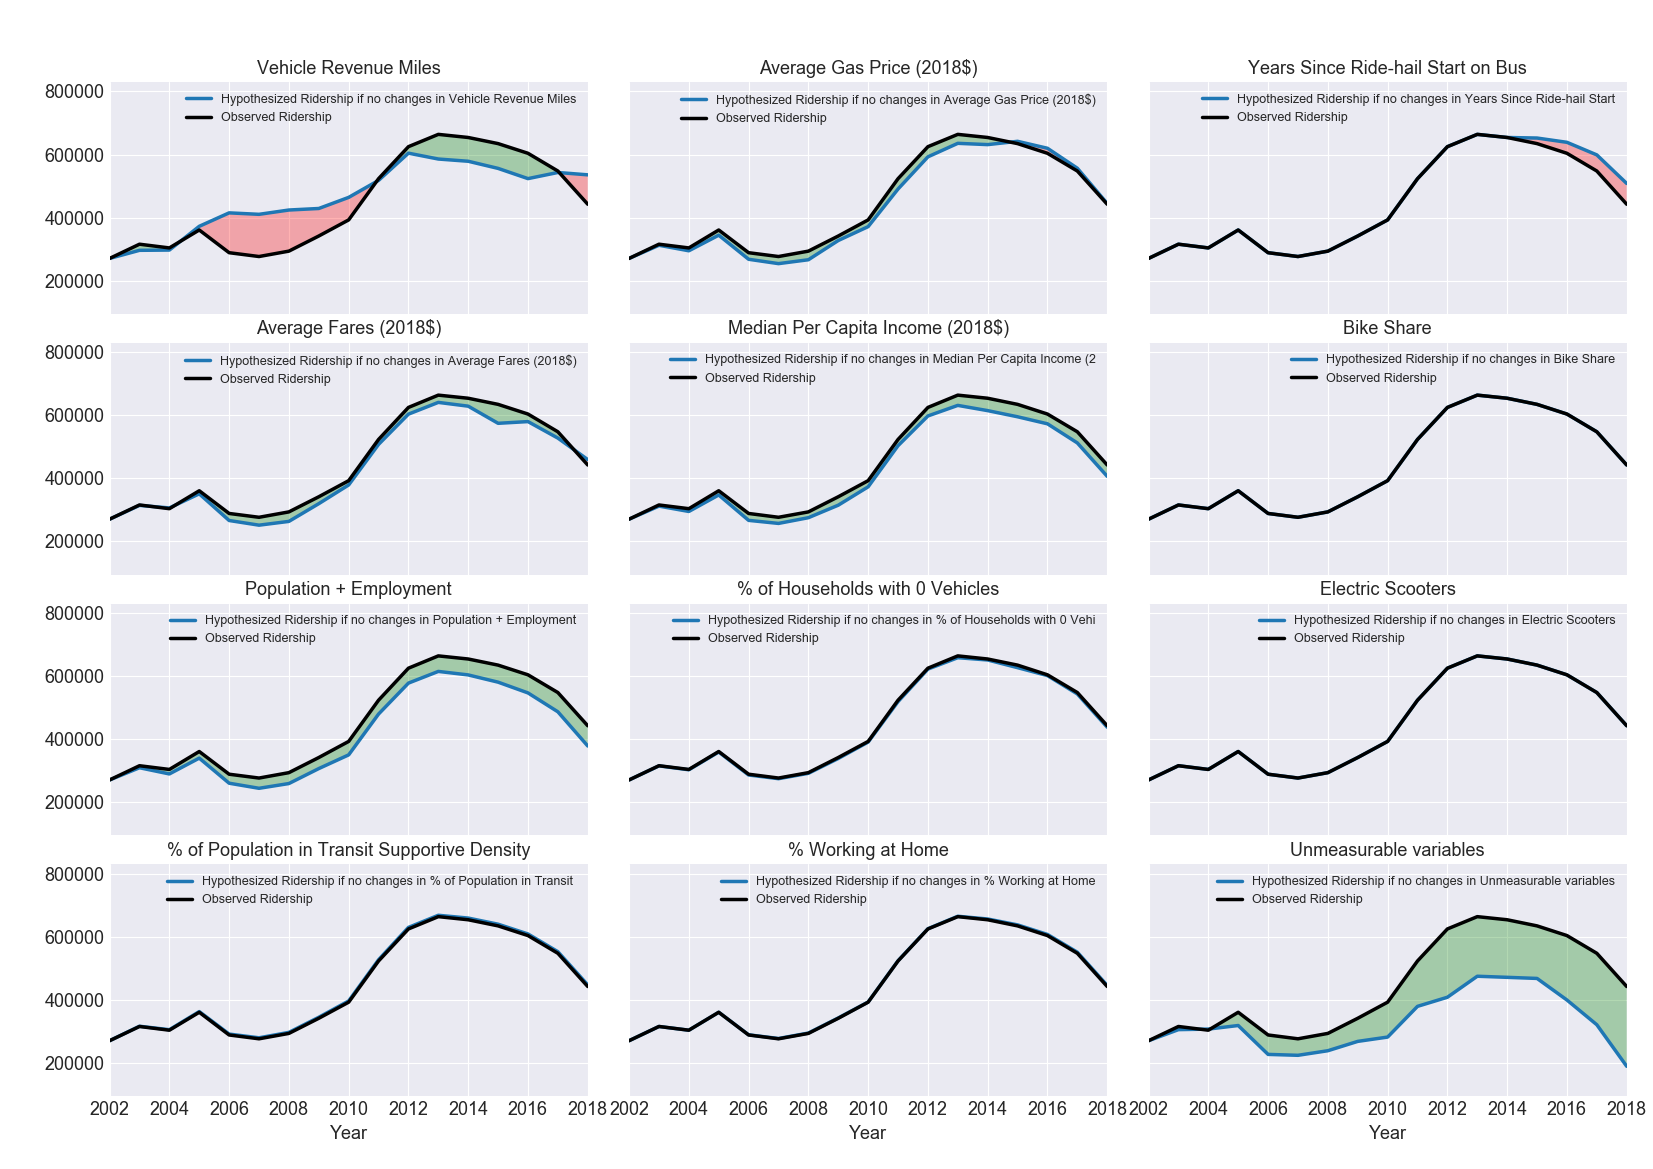 Vehicle Revenue Miles
800000
600000
400000
200000
Hypothesized Ridership if no changes in Vehicle Revenue Miles
Observed Ridership
Average Gas Price (2018$)
Hypothesized Ridership if no changes in Average Gas Price (2018$)
Observed Ridership
Years Since Ride-hail Start on Bus
Hypothesized Ridership if no changes in Years Since Ride-hail Start
Observed Ridership
Average Fares (2018$)
800000
600000
400000
200000
Hypothesized Ridership if no changes in Average Fares (2018$)
Observed Ridership
Median Per Capita Income (2018$)
Hypothesized Ridership if no changes in Median Per Capita Income (2
Observed Ridership
Bike Share
Hypothesized Ridership if no changes in Bike Share
Observed Ridership
Population + Employment
800000
600000
400000
200000
Hypothesized Ridership if no changes in Population + Employment
Observed Ridership
% of Households with 0 Vehicles
Hypothesized Ridership if no changes in % of Households with 0 Vehi
Observed Ridership
Electric Scooters
Hypothesized Ridership if no changes in Electric Scooters
Observed Ridership
% of Population in Transit Supportive Density
800000
600000
400000
200000
Hypothesized Ridership if no changes in % of Population in Transit
Observed Ridership
2002 2004 2006 2008 2010 2012 2014 2016 2018
Year
% Working at Home
Hypothesized Ridership if no changes in % Working at Home
Observed Ridership
2002 2004 2006 2008 2010 2012 2014 2016 2018
Year
Unmeasurable variables
Hypothesized Ridership if no changes in Unmeasurable variables
Observed Ridership
2002 2004 2006 2008 2010 2012 2014 2016 2018
Year